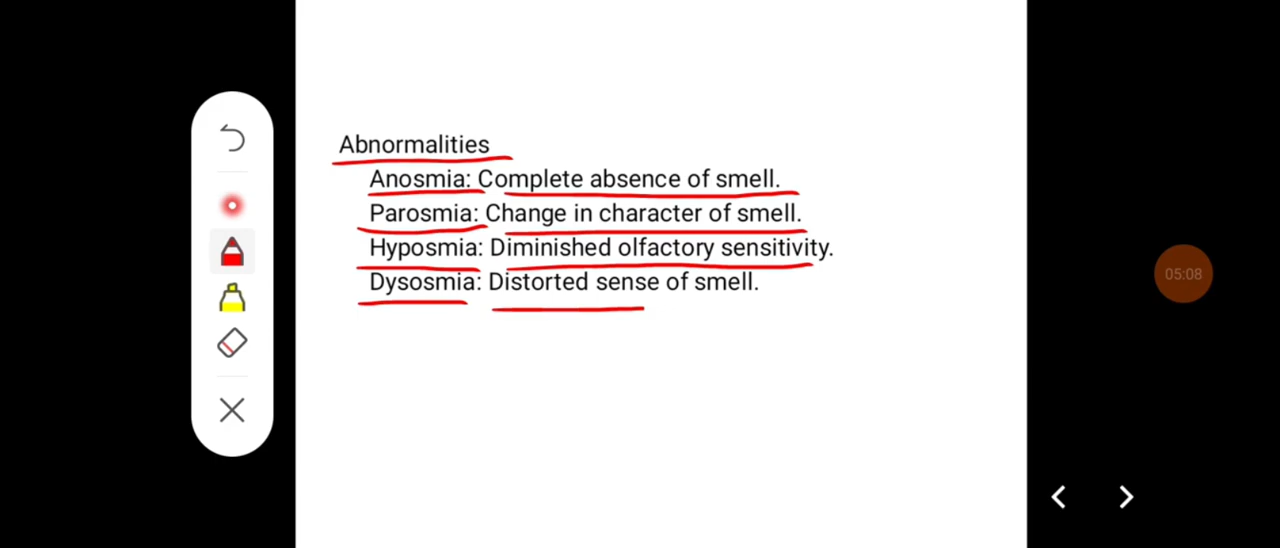 Abnormalities
Anosmia: Complete absence of smell.
Parosmia: Change in character of smell.
Hyposmia: Diminished olfactory sensitivity.
Dysosmia: Distorted sense of smell.
05:08